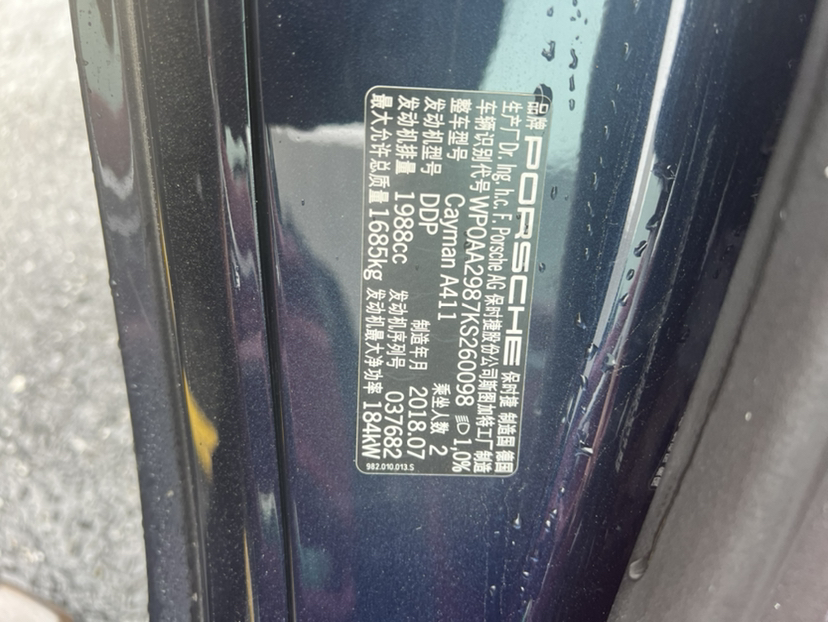 品牌 PORSCHE 保时捷 制造国 德国
生产厂 Dr. Ing. h.c. F. Porsche AG 保时捷股份公司斯图加特工厂制造
车辆识别代号 WP0AA2987KS260098 1,0%
整车型号 Cayman A411 乘坐人数 2
发动机型号 DDP 制造年月 2018.07
发动机排量 1988cc 发动机序列号 037682
最大允许总质量 1685kg 发动机最大净功率 184kW
982.010.013.S